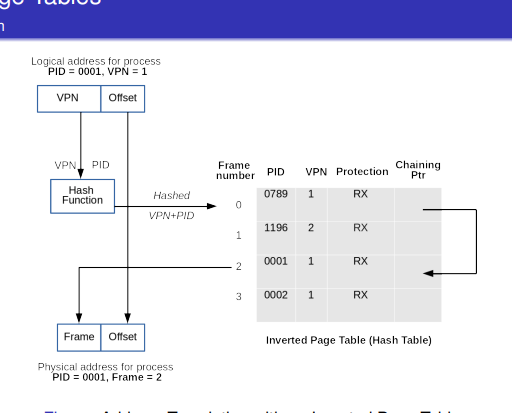 Page Tables
Logical address for process
PID = 0001, VPN = 1
VPN Offset
VPN PID
Hash
Function
Hashed
VPN+PID
Frame
number PID VPN Protection Chaining
Ptr
0 0789 1 RX
1 1196 2 RX
2 0001 1 RX
3 0002 1 RX
Inverted Page Table (Hash Table)
Frame Offset
Physical address for process
PID = 0001, Frame = 2